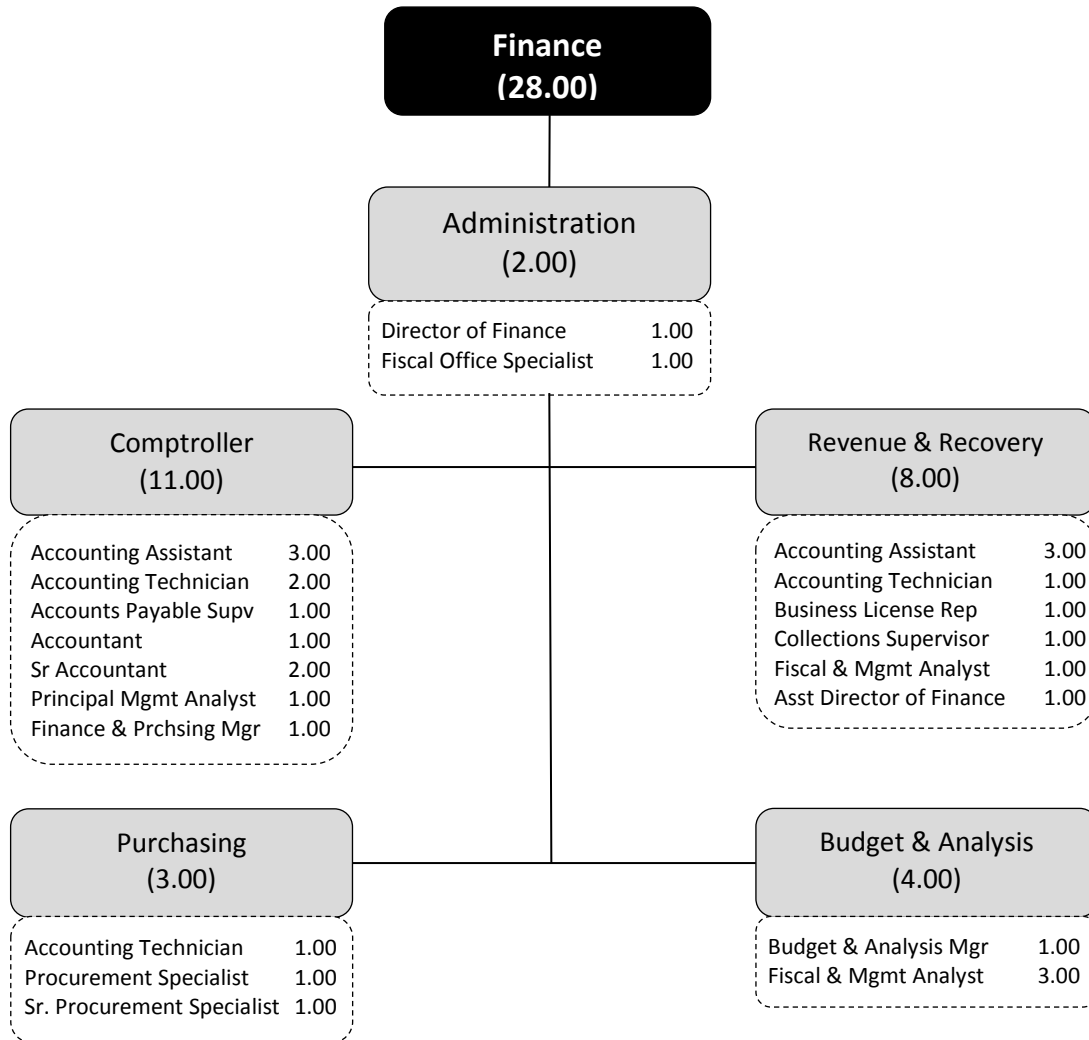 Finance
(28.00)
Administration
(2.00)
Director of Finance 1.00
Fiscal Office Specialist 1.00
Comptroller
(11.00)
Accounting Assistant 3.00
Accounting Technician 2.00
Accounts Payable Supv 1.00
Accountant 1.00
Sr Accountant 2.00
Principal Mgmt Analyst 1.00
Finance & Prchsing Mgr 1.00
Revenue & Recovery
(8.00)
Accounting Assistant 3.00
Accounting Technician 1.00
Business License Rep 1.00
Collections Supervisor 1.00
Fiscal & Mgmt Analyst 1.00
Asst Director of Finance 1.00
Purchasing
(3.00)
Accounting Technician 1.00
Procurement Specialist 1.00
Sr. Procurement Specialist 1.00
Budget & Analysis
(4.00)
Budget & Analysis Mgr 1.00
Fiscal & Mgmt Analyst 3.00